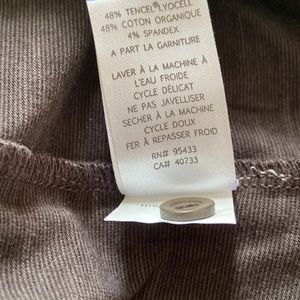 48% TENCEL® LYOCELL
48% COTON ORGANIQUE
4% SPANDEX
A PART LA GARNITURE
LAVER À LA MACHINE À
L'EAU FROIDE
CYCLE DÉLICAT
NE PAS JAVELLISER
SECHER À LA MACHINE
CYCLE DOUX
FER À REPASSER FROID
RN# 95433
CA# 40733